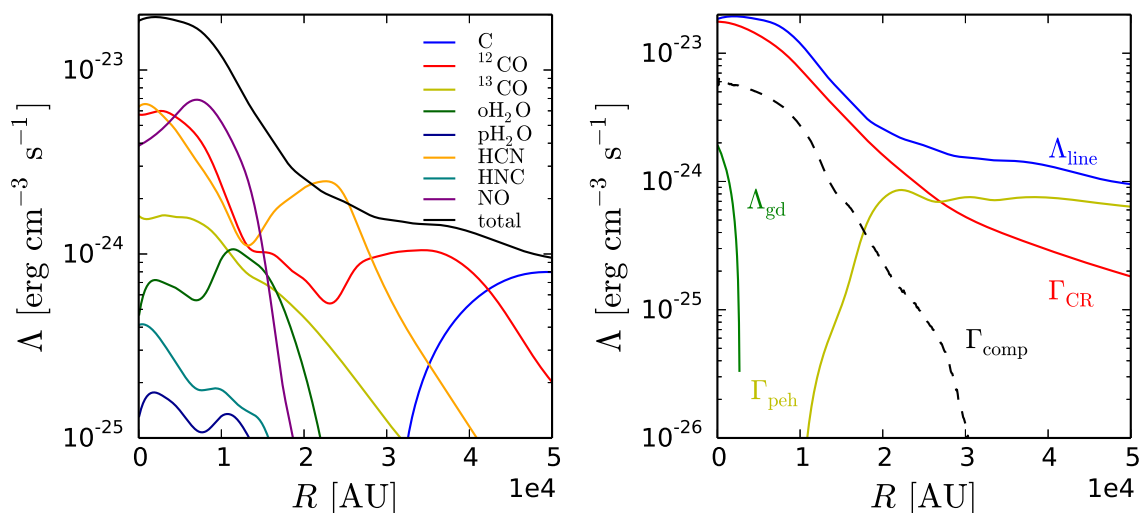 Λ [erg cm⁻³ s⁻¹]
10⁻²³
10⁻²⁴
10⁻²⁵
C
¹²CO
¹³CO
oH₂O
pH₂O
HCN
HNC
NO
total
0 1 2 3 4 5
1e4
R [AU]
Λ [erg cm⁻³ s⁻¹]
10⁻²³
10⁻²⁴
10⁻²⁵
10⁻²⁶
Λ_line
Λ_gd
Γ_CR
Γ_comp
Γ_peh
0 1 2 3 4 5
1e4
R [AU]